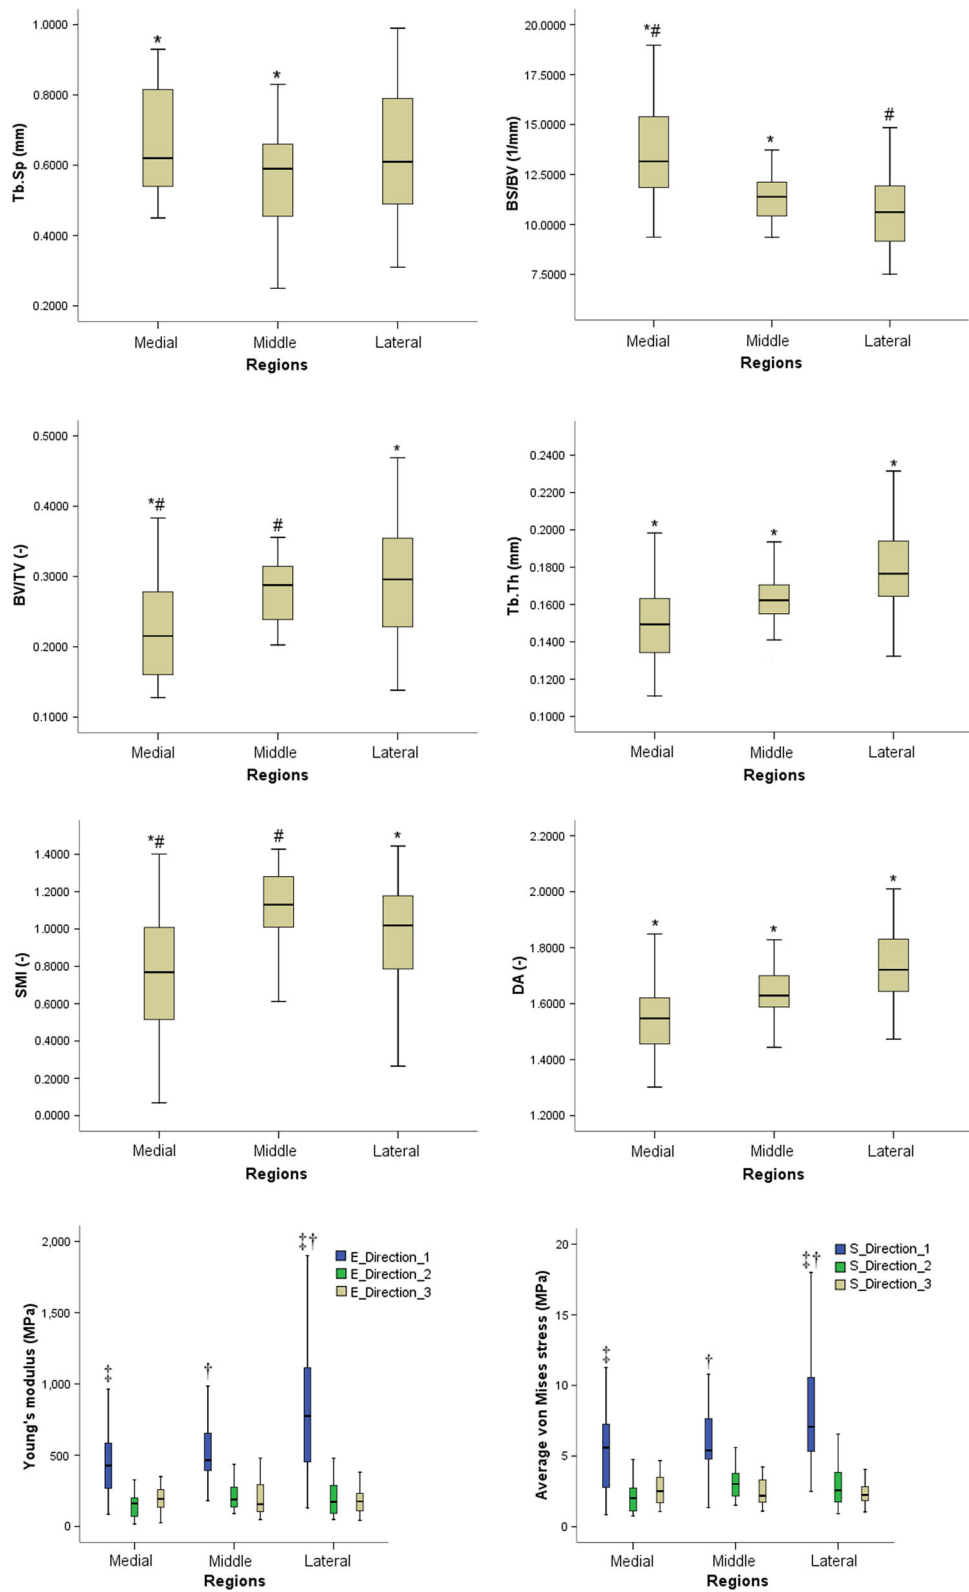 Tb.Sp (mm)
1.0000
0.8000
0.6000
0.4000
0.2000
*
*
Medial Middle Lateral
Regions
BS/BV (1/mm)
20.0000
17.5000
15.0000
12.5000
10.0000
7.5000
*#
*
#
Medial Middle Lateral
Regions
BV/TV (-)
0.5000
0.4000
0.3000
0.2000
0.1000
*#
#
*
Medial Middle Lateral
Regions
Tb.Th (mm)
0.2400
0.2200
0.2000
0.1800
0.1600
0.1400
0.1200
0.1000
*
*
*
Medial Middle Lateral
Regions
SMI (-)
1.4000
1.2000
1.0000
0.8000
0.6000
0.4000
0.2000
0.0000
*#
#
*
Medial Middle Lateral
Regions
DA (-)
2.2000
2.0000
1.8000
1.6000
1.4000
1.2000
*
*
*
Medial Middle Lateral
Regions
Young's modulus (MPa)
2,000
1,500
1,000
500
0
‡
†
‡†
E_Direction_1
E_Direction_2
E_Direction_3
Medial Middle Lateral
Regions
Average von Mises stress (MPa)
20
15
10
5
0
‡
†
‡†
S_Direction_1
S_Direction_2
S_Direction_3
Medial Middle Lateral
Regions